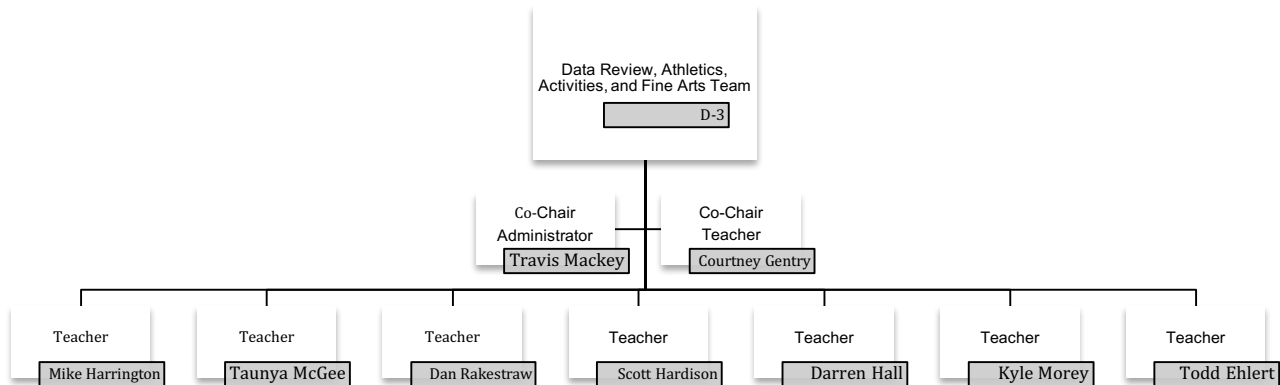 Data Review, Athletics,
Activities, and Fine Arts Team
D-3
Co-Chair
Administrator
Travis Mackey
Co-Chair
Teacher
Courtney Gentry
Teacher
Mike Harrington
Teacher
Taunya McGee
Teacher
Dan Rakestraw
Teacher
Scott Hardison
Teacher
Darren Hall
Teacher
Kyle Morey
Teacher
Todd Ehlert